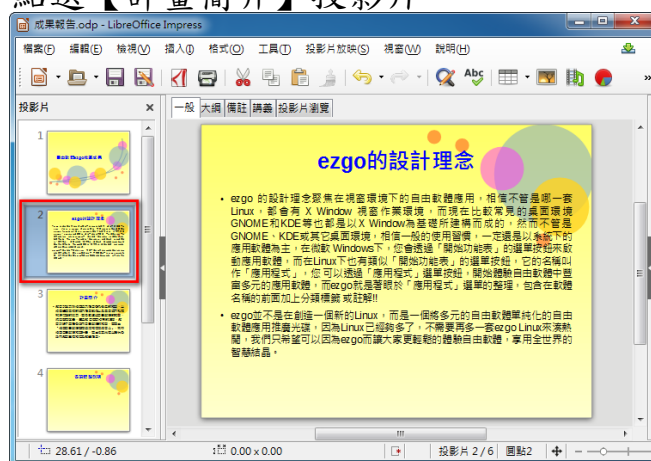 點選【計畫簡介】投影片
成果報告.odp - LibreOffice Impress
檔案(F) 編輯(E) 檢視(V) 插入(I) 格式(O) 工具(T) 投影片放映(S) 視窗(W) 說明(H)
投影片
一般 大綱 備註 講義 投影片瀏覽
1
2
ezgo的設計理念
3
計畫簡介
4
ezgo的設計理念
• ezgo 的設計理念聚焦在視窗環境下的自由軟體應用，相信不管是哪一套
Linux，都會有 X Window 視窗作業環境，而現在比較常見的桌面環境
GNOME和KDE等也都是以X Window為基礎所建構而成的，然而不管是
GNOME、KDE或其它桌面環境，相信一般的使用習慣，一定還是以系統下的
應用軟體為主，在微軟 Windows下，您會透過「開始功能表」的選單按鈕來啟
動應用軟體，而在Linux下也有類似「開始功能表」的選單按鈕，它的名稱叫
作「應用程式」，您可以透過「應用程式」選單按鈕，開始體驗自由軟體中豐
富多元的應用軟體，而ezgo就是著眼於「應用程式」選單的整理，包含在軟體
名稱的前面加上分類標籤或註解!!
• ezgo並不是在創造一個新的Linux，而是一個將多元的自由軟體單純化的自由
軟體應用推廣光碟，因為Linux已經夠多了，不需要再多一套ezgo Linux來湊熱
鬧，我們只希望可以因為ezgo而讓大家更輕鬆的體驗自由軟體，享用全世界的
智慧結晶。
28.61 / -0.86 0.00 x 0.00 投影片 2 / 6 圓點2